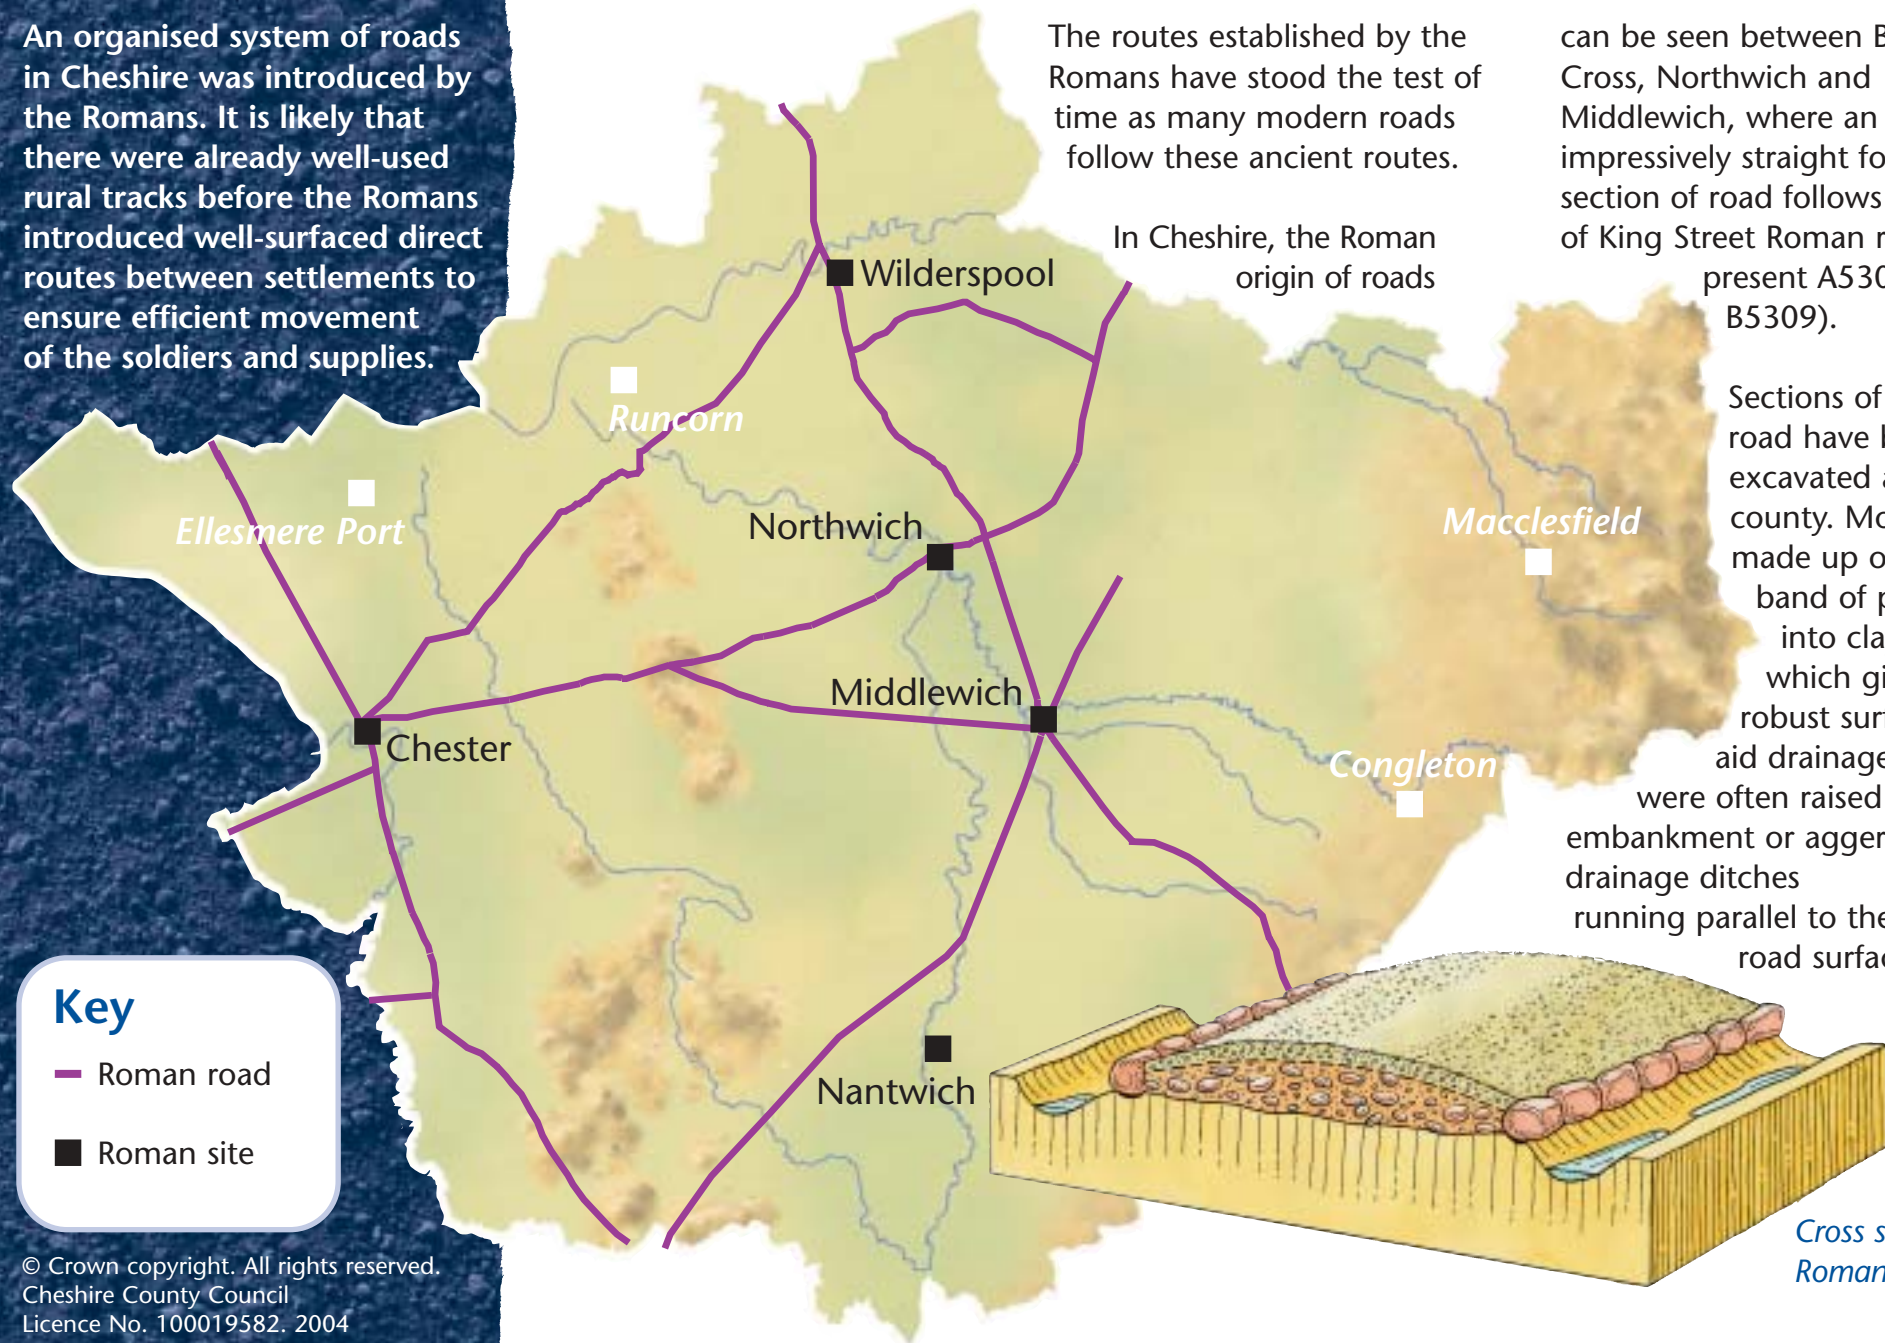 An organised system of roads
in Cheshire was introduced by
the Romans. It is likely that
there were already well-used
rural tracks before the Romans
introduced well-surfaced direct
routes between settlements to
ensure efficient movement
of the soldiers and supplies.
The routes established by the
Romans have stood the test of
time as many modern roads
follow these ancient routes.
In Cheshire, the Roman
origin of roads
can be seen between
Cross, Northwich and
Middlewich, where an
impressively straight
section of road follows
of King Street Roman
present
B5309).
Sections of
road have
excavated
county.
made up
band of
into
which
robust
aid drainage
were often raised
embankment or agger
drainage ditches
running parallel to the
road
Wilderspool
Runcorn
Ellesmere Port
Northwich
Macclesfield
Middlewich
Chester
Congleton
Nantwich
Key
Roman road
Roman site
Cross
Roman
© Crown copyright. All rights reserved.
Cheshire County Council
Licence No. 100019582. 2004